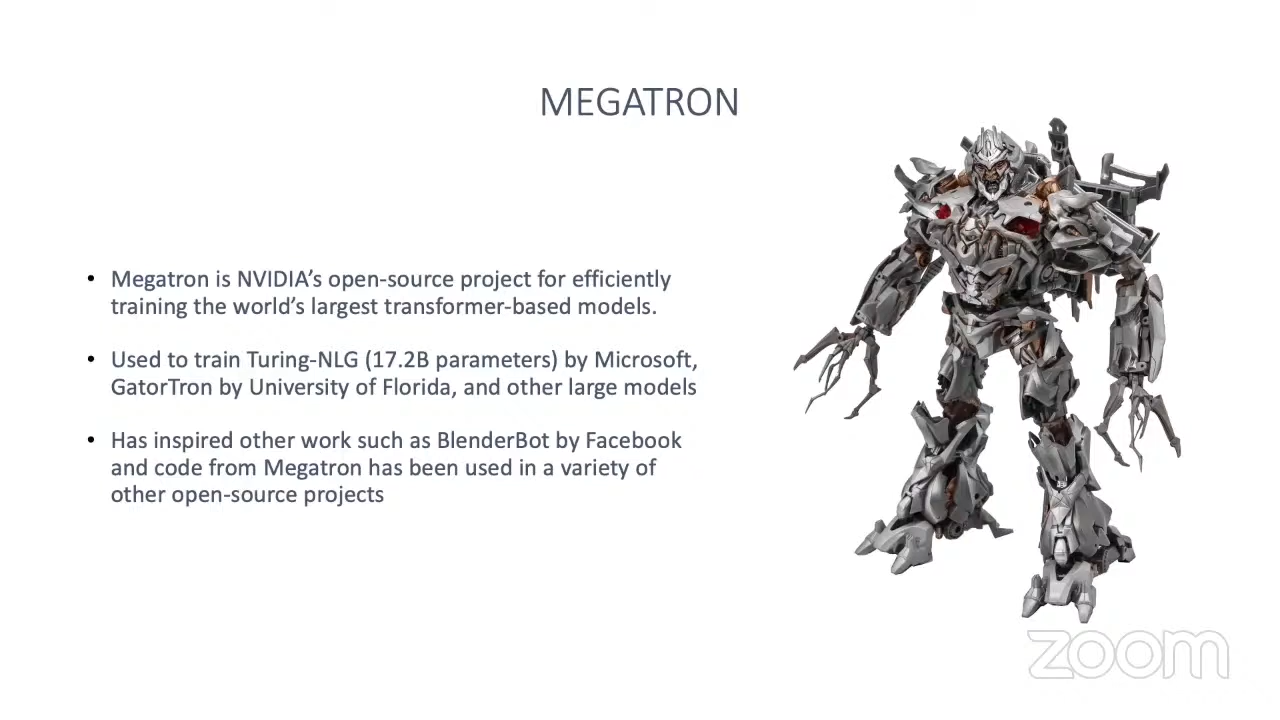 MEGATRON
• Megatron is NVIDIA's open-source project for efficiently
training the world's largest transformer-based models.
• Used to train Turing-NLG (17.2B parameters) by Microsoft,
GatorTron by University of Florida, and other large models
• Has inspired other work such as BlenderBot by Facebook
and code from Megatron has been used in a variety of
other open-source projects
zoom